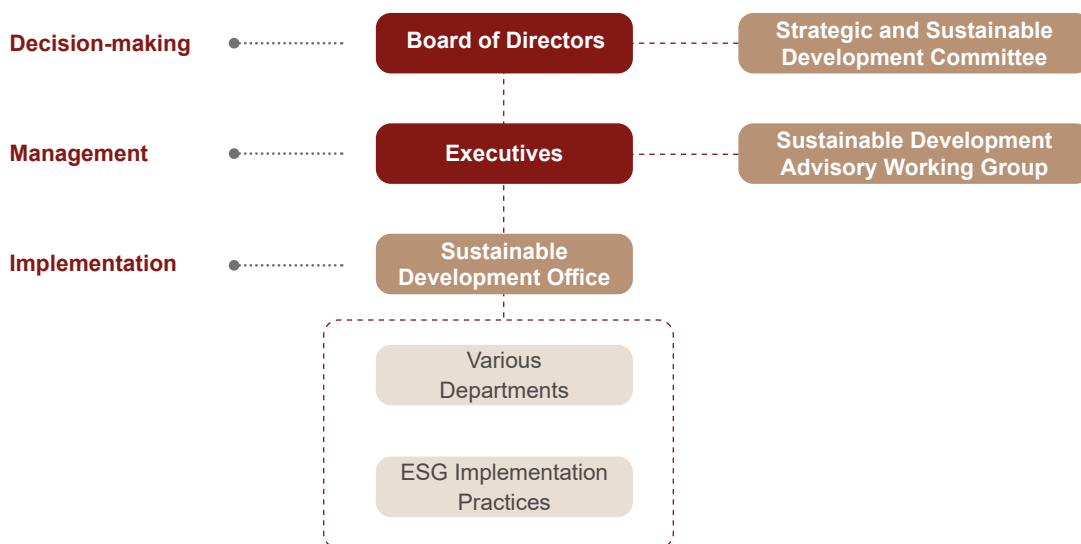 Decision-making
Board of Directors
Strategic and Sustainable
Development Committee
Management
Executives
Sustainable Development
Advisory Working Group
Implementation
Sustainable
Development Office
Various
Departments
ESG Implementation
Practices